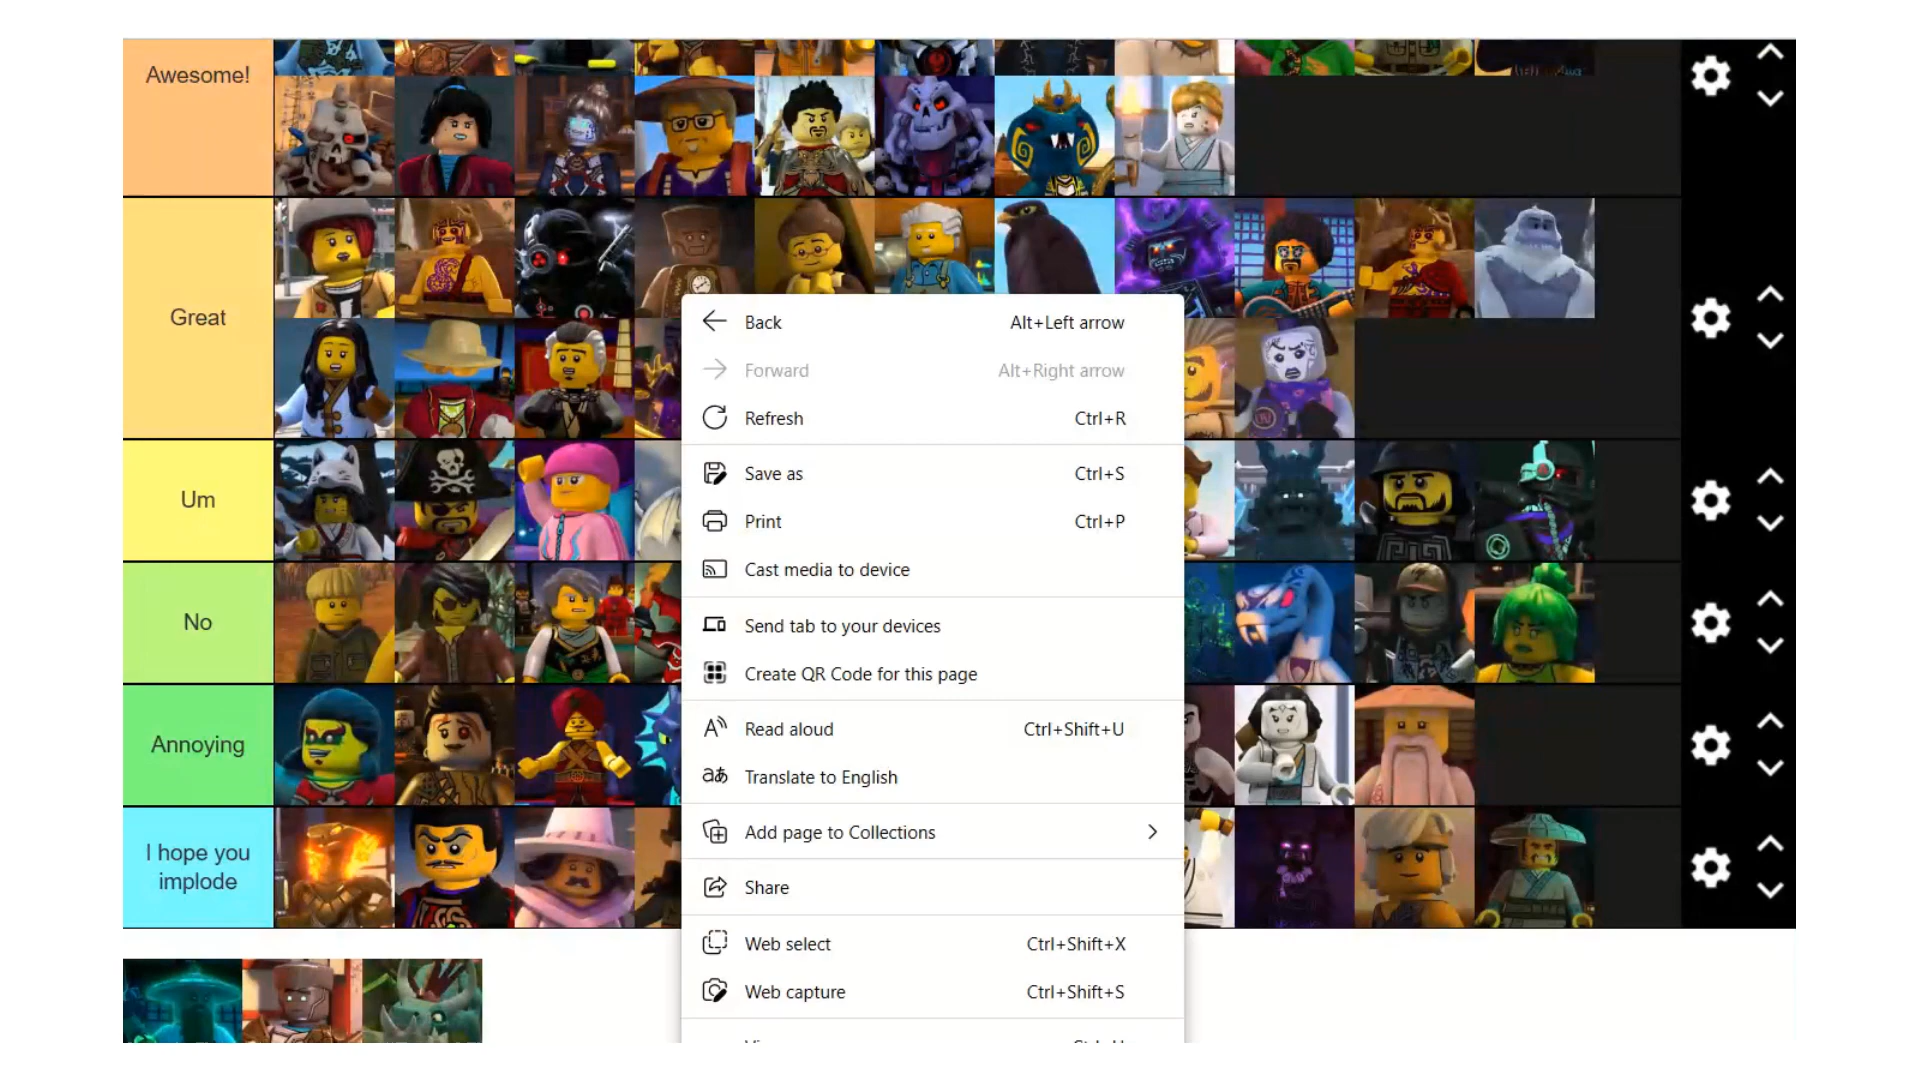 Awesome!
Great
Um
No
Annoying
I hope you
implode
Back Alt+Left arrow
Forward Alt+Right arrow
Refresh Ctrl+R
Save as Ctrl+S
Print Ctrl+P
Cast media to device
Send tab to your devices
Create QR Code for this page
Read aloud Ctrl+Shift+U
Translate to English
Add page to Collections
Share
Web select Ctrl+Shift+X
Web capture Ctrl+Shift+S